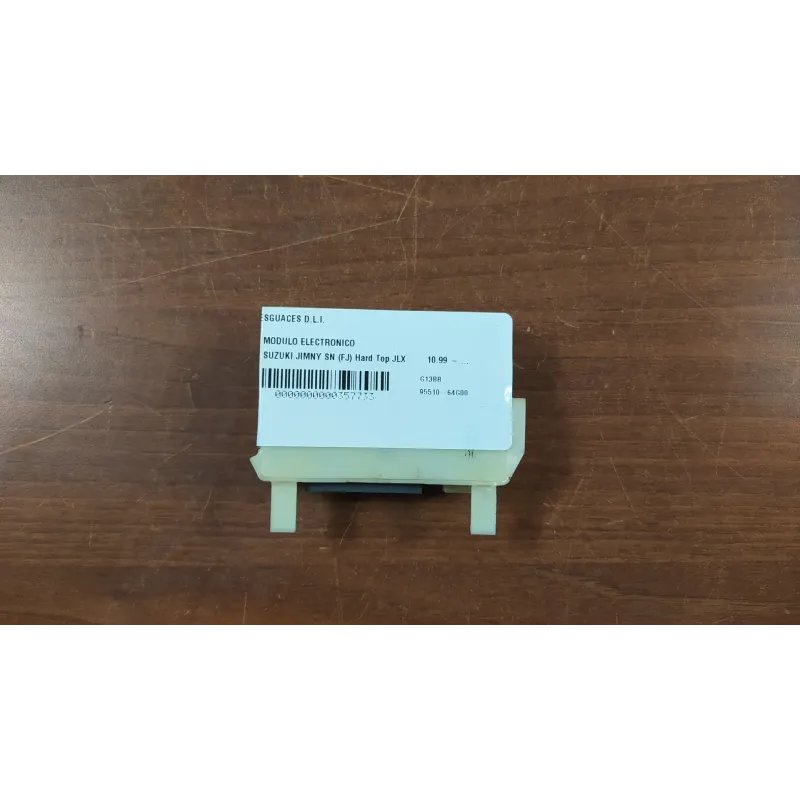 ESGUACES D.L.I.
MODULO ELECTRONICO
SUZUKI JIMNY SN (FJ) Hard Top JLX 10.99 – ...
G13BB
95510-64G00
0000000000357733